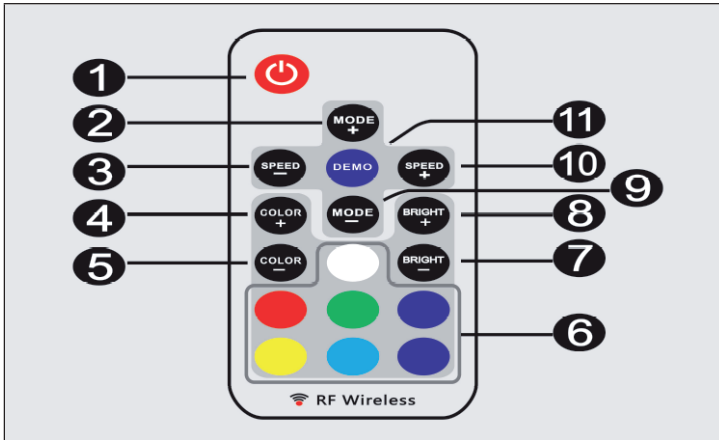 1
2
MODE
+
11
3
SPEED
−
DEMO
SPEED
+
10
9
4
COLOR
+
MODE
−
BRIGHT
+
8
5
COLOR
−
BRIGHT
−
7
6
RF Wireless